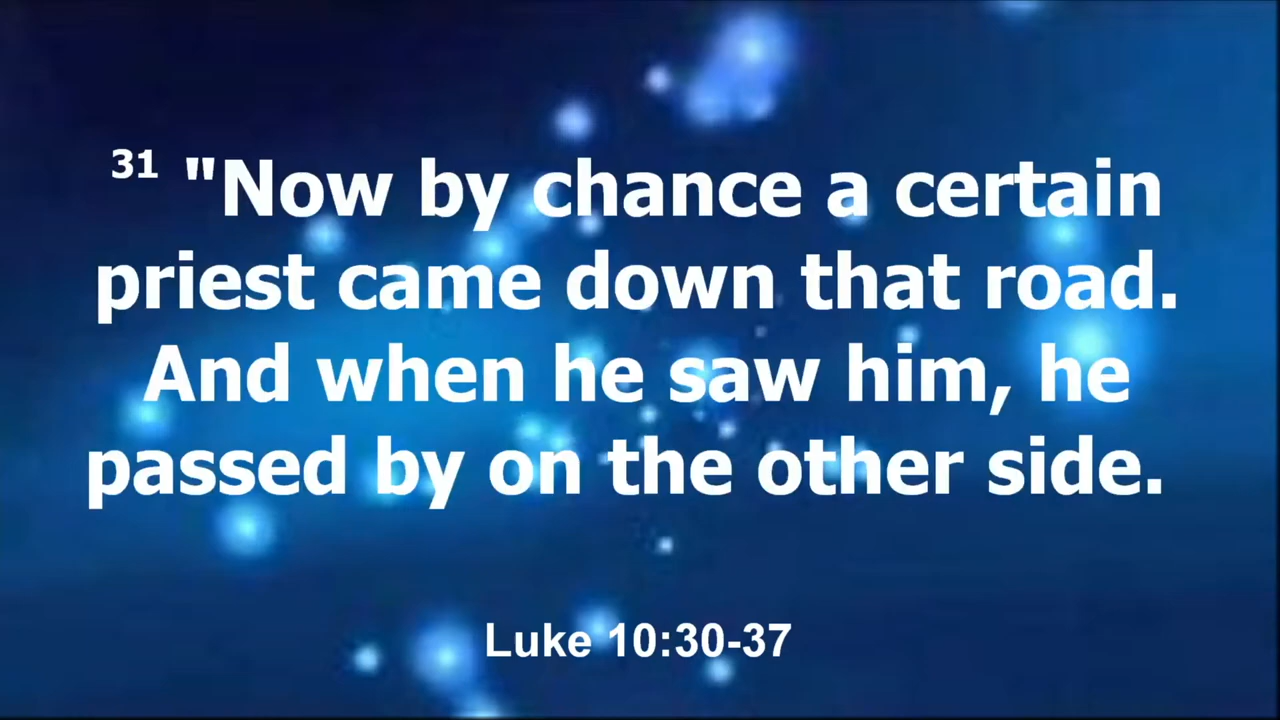 31 "Now by chance a certain
priest came down that road.
And when he saw him, he
passed by on the other side.
Luke 10:30-37